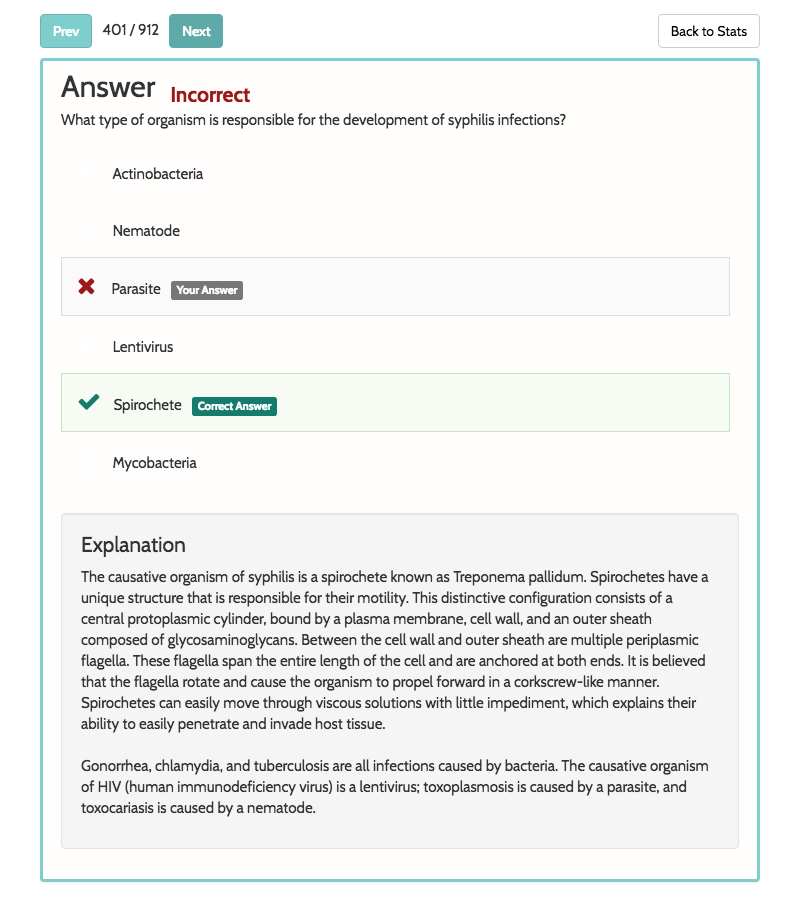 Prev 401 / 912 Next Back to Stats
Answer Incorrect
What type of organism is responsible for the development of syphilis infections?
Actinobacteria
Nematode
Parasite Your Answer
Lentivirus
Spirochete Correct Answer
Mycobacteria
Explanation
The causative organism of syphilis is a spirochete known as Treponema pallidum. Spirochetes have a
unique structure that is responsible for their motility. This distinctive configuration consists of a
central protoplasmic cylinder, bound by a plasma membrane, cell wall, and an outer sheath
composed of glycosaminoglycans. Between the cell wall and outer sheath are multiple periplasmic
flagella. These flagella span the entire length of the cell and are anchored at both ends. It is believed
that the flagella rotate and cause the organism to propel forward in a corkscrew-like manner.
Spirochetes can easily move through viscous solutions with little impediment, which explains their
ability to easily penetrate and invade host tissue.
Gonorrhea, chlamydia, and tuberculosis are all infections caused by bacteria. The causative organism
of HIV (human immunodeficiency virus) is a lentivirus; toxoplasmosis is caused by a parasite, and
toxocariasis is caused by a nematode.